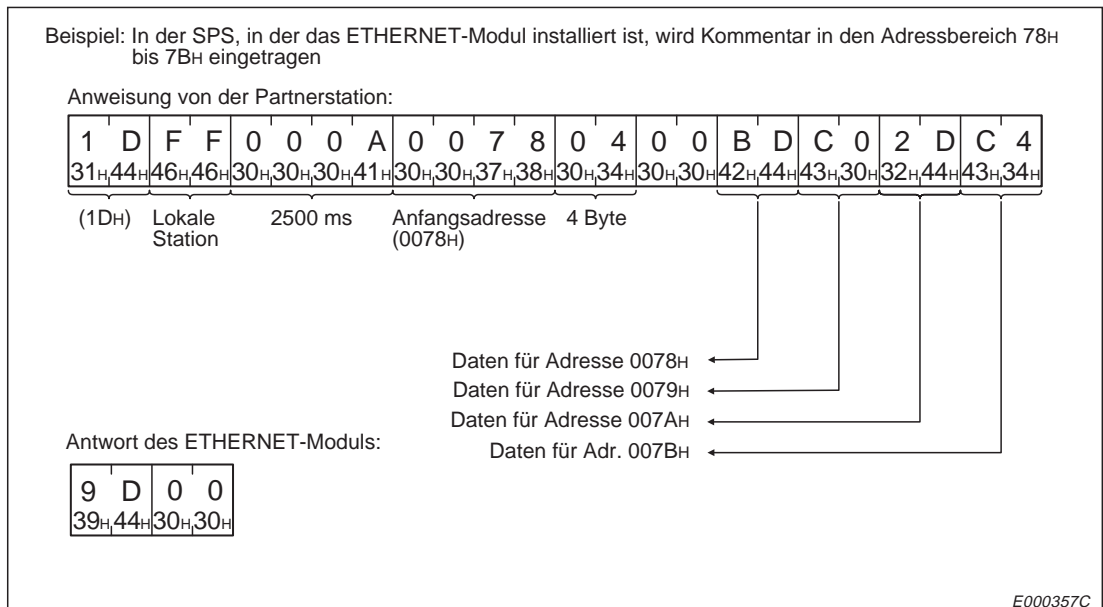 Beispiel: In der SPS, in der das ETHERNET-Modul installiert ist, wird Kommentar in den Adressbereich 78H
bis 7BH eingetragen
Anweisung von der Partnerstation:
1 D F F 0 0 0 A 0 0 7 8 0 4 0 0 B D C 0 2 D C 4
31H 44H 46H 46H 30H 30H 30H 41H 30H 30H 37H 38H 30H 34H 30H 30H 42H 44H 43H 30H 32H 44H 43H 34H
(1DH) Lokale 2500 ms Anfangsadresse 4 Byte
Station (0078H)
Daten für Adresse 0078H
Daten für Adresse 0079H
Daten für Adresse 007AH
Antwort des ETHERNET-Moduls:
Daten für Adr. 007BH
9 D 0 0
39H 44H 30H 30H
E000357C